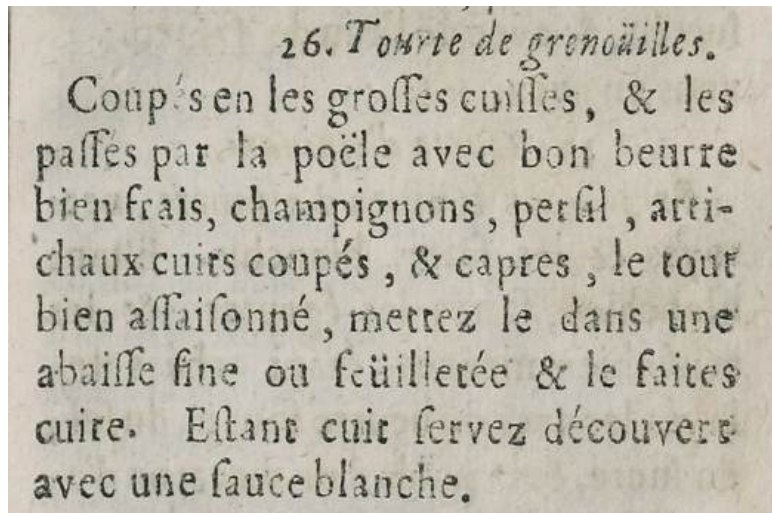 26. Tourte de grenoüilles.
Coupés en les groſſes cuiſſes, & les
paſſés par la poële avec bon beurre
bien frais, champignons, perſil, arti-
chaux cuits coupés, & capres, le tout
bien aſſaiſonné, mettez le dans une
abaiſſe fine ou feüilletée & le faites
cuire. Eſtant cuit ſervez découvert
avec une ſauce blanche.